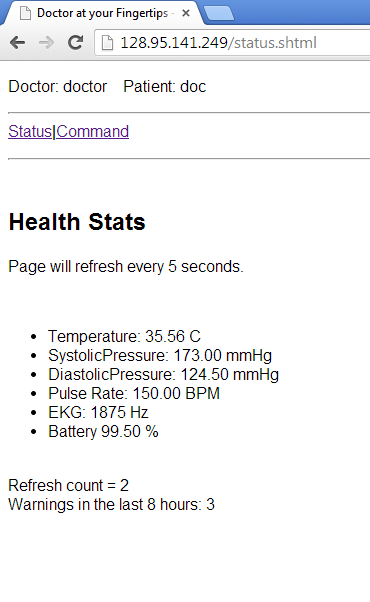 Doctor at your Fingertips -
128.95.141.249/status.shtml
Doctor: doctor Patient: doc
Status|Command
Health Stats
Page will refresh every 5 seconds.
• Temperature: 35.56 C
• SystolicPressure: 173.00 mmHg
• DiastolicPressure: 124.50 mmHg
• Pulse Rate: 150.00 BPM
• EKG: 1875 Hz
• Battery 99.50 %
Refresh count = 2
Warnings in the last 8 hours: 3